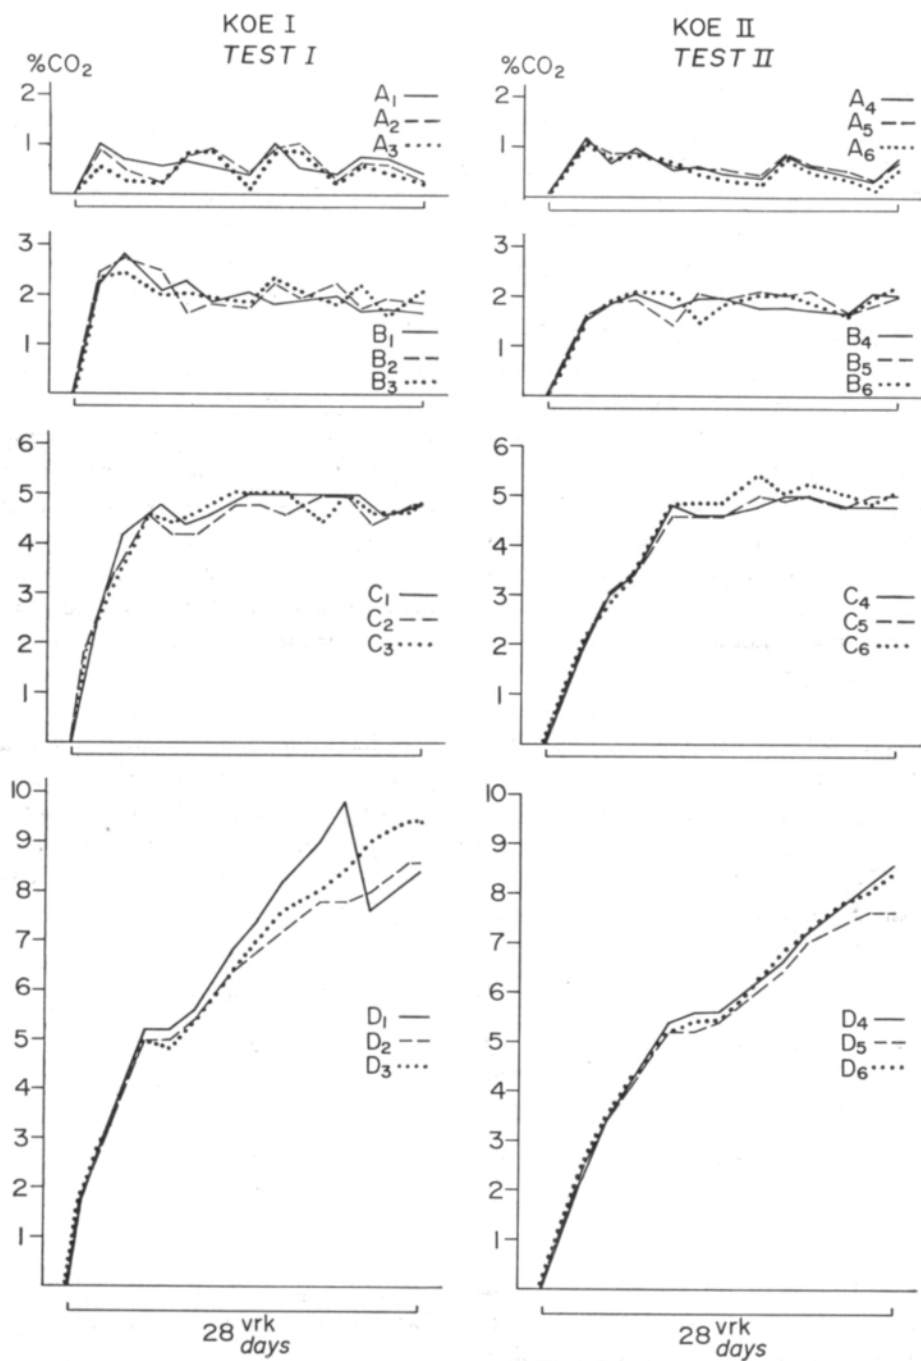 KOE I
TEST I
%CO₂
2
1
A₁
A₂
A₃
3
2
1
B₁
B₂
B₃
6
5
4
3
2
1
C₁
C₂
C₃
10
9
8
7
6
5
4
3
2
1
D₁
D₂
D₃
28 vrk
days
KOE II
TEST II
%CO₂
2
1
A₄
A₅
A₆
3
2
1
B₄
B₅
B₆
6
5
4
3
2
1
C₄
C₅
C₆
10
9
8
7
6
5
4
3
2
1
D₄
D₅
D₆
28 vrk
days